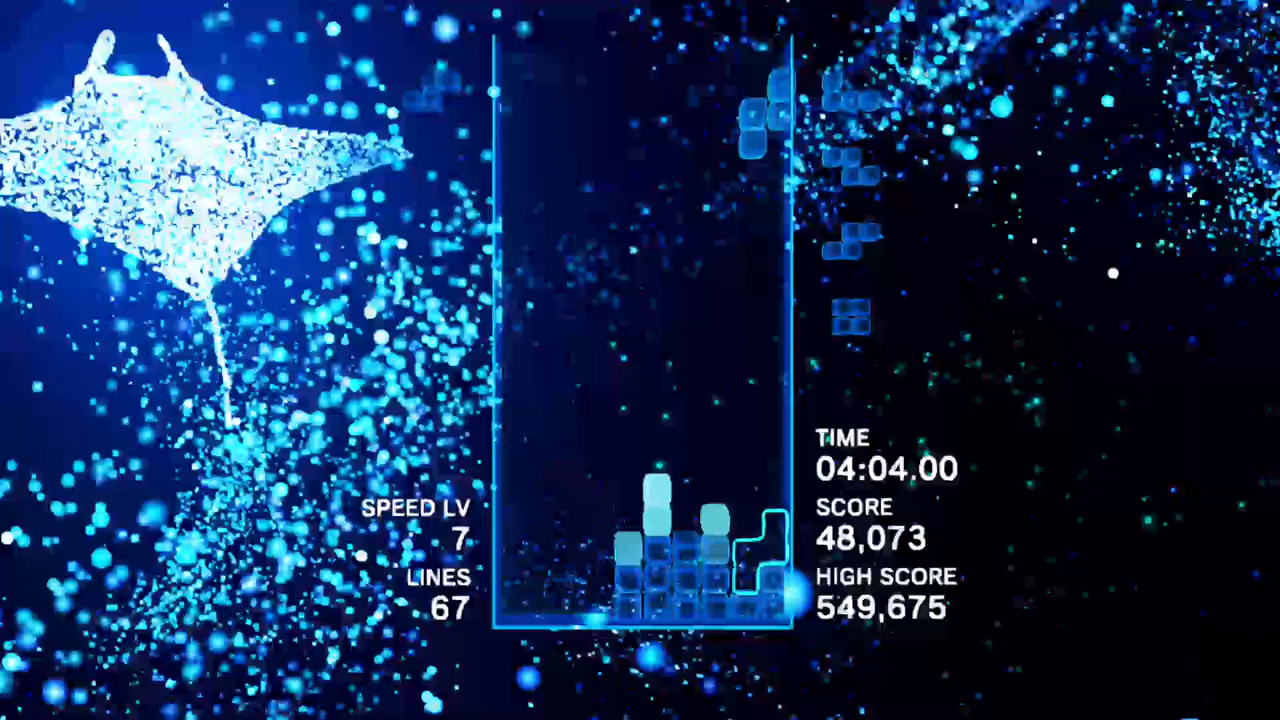 SPEED LV
7
LINES
67
TIME
04:04.00
SCORE
48,073
HIGH SCORE
549,675